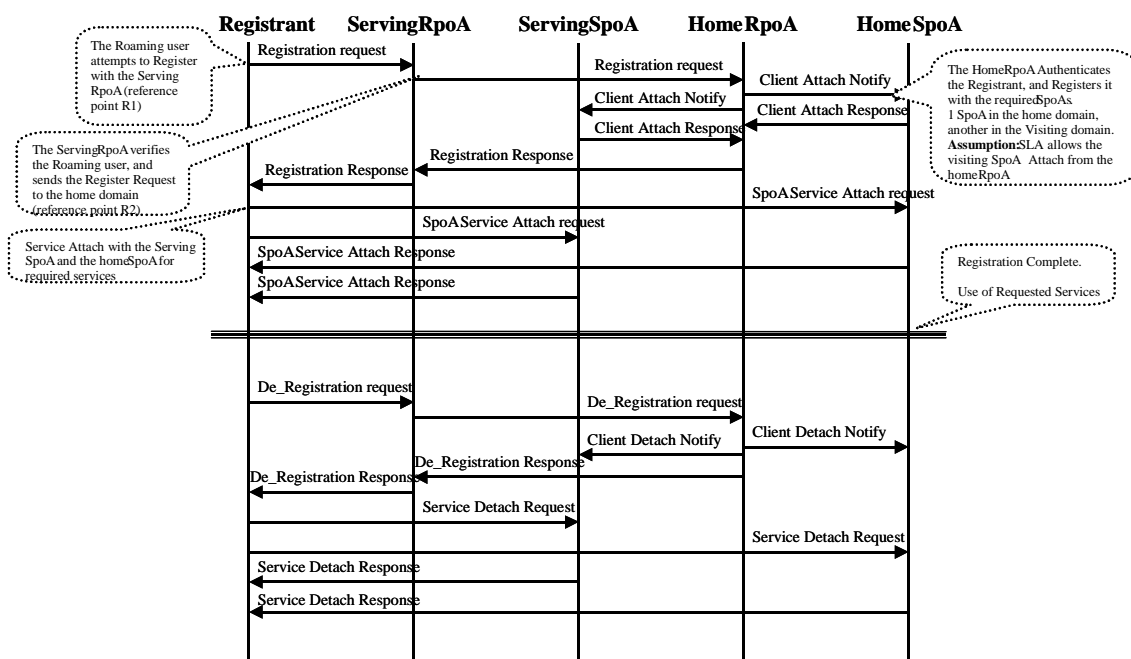 Registrant ServingRpoA ServingSpoA HomeRpoA HomeSpoA
The Roaming user
attempts to Register
with the Serving
RpoA (reference
point R1)
Registration request
Registration request
Client Attach Notify
Client Attach Notify
Client Attach Response
Client Attach Response
Registration Response
Registration Response
The HomeRpoA Authenticates
the Registrant, and Registers it
with the required SpoAs.
1 SpoA in the home domain,
another in the Visiting domain.
Assumption: SLA allows the
visiting SpoA Attach from the
homeRpoA
The ServingRpoA verifies
the Roaming user, and
sends the Register Request
to the home domain
(reference point R2)
SpoA Service Attach request
SpoA Service Attach request
Service Attach with the Serving
SpoA and the home SpoA for
required services
SpoA Service Attach Response
SpoA Service Attach Response
Registration Complete.
Use of Requested Services
De_Registration request
De_Registration request
Client Detach Notify
Client Detach Notify
De_Registration Response
De_Registration Response
Service Detach Request
Service Detach Request
Service Detach Response
Service Detach Response